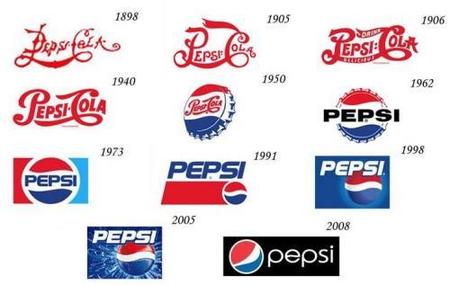 1898
PEPSI-COLA
1905
PEPSI-COLA
1906
DRINK
PEPSI-COLA
DELICIOUS
1940
PEPSI-COLA
1950
PEPSI-COLA
1962
PEPSI
1973
PEPSI
1991
PEPSI
1998
PEPSI
2005
PEPSI
2008
pepsi